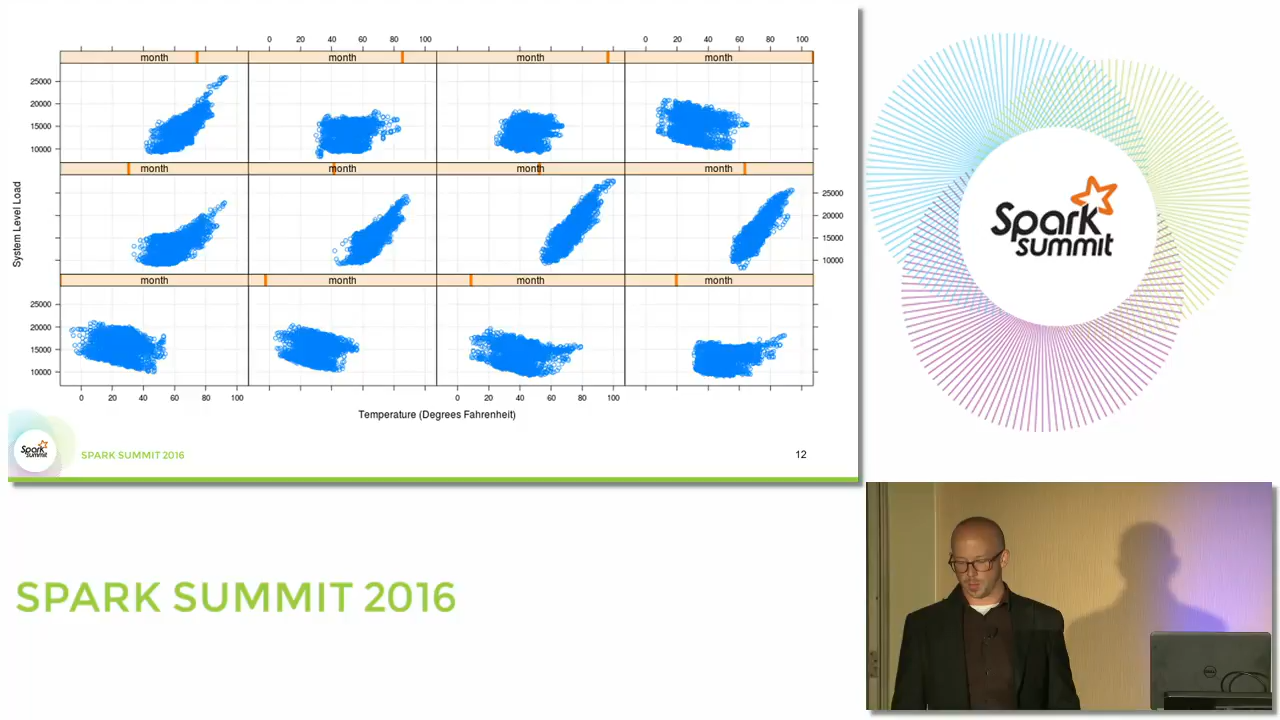 0 20 40 60 80 100 0 20 40 60 80 100
month month month month
25000
20000
15000
10000
month month month month
System Level Load
25000
20000
15000
10000
month month month month
25000
20000
15000
10000
0 20 40 60 80 100 0 20 40 60 80 100
Temperature (Degrees Fahrenheit)
Spark
summit
SPARK SUMMIT 2016
12
Spark
summit
SPARK SUMMIT 2016
DELL